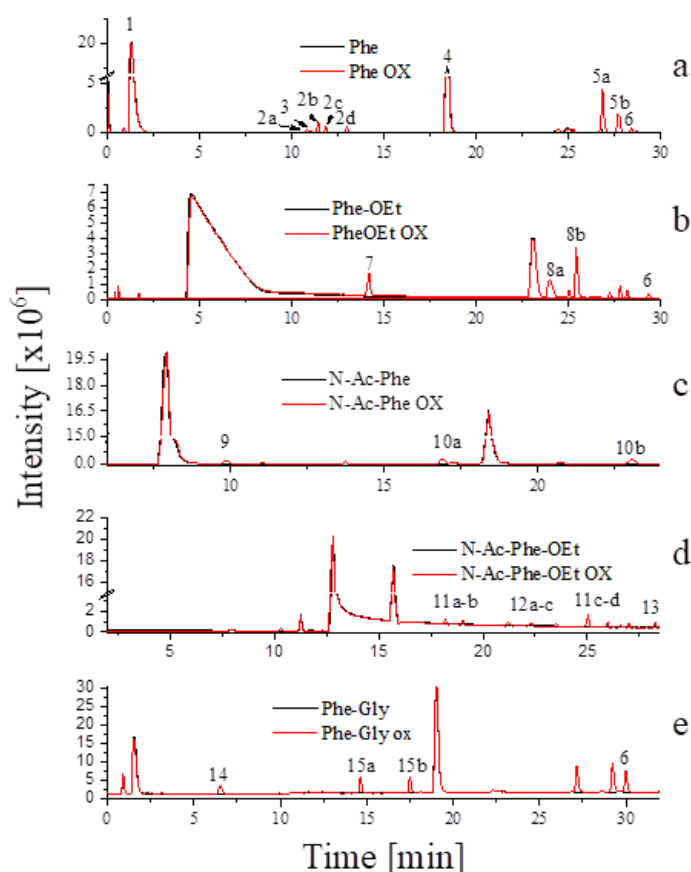 1
Phe
Phe OX
a
20
5
0
2a
3
2b
2c
2d
4
5a
5b
6
0 5 10 15 20 25 30
Phe-OEt
PheOEt OX
b
7
6
5
4
3
2
1
0
7
8a
8b
6
0 5 10 15 20 25 30
N-Ac-Phe
N-Ac-Phe OX
c
19.5
18.0
16.5
15.0
0.0
9
10a
10b
10 15 20
N-Ac-Phe-OEt
N-Ac-Phe-OEt OX
d
22
20
18
16
2
0
11a-b
12a-c
11c-d
13
5 10 15 20 25
Phe-Gly
Phe-Gly ox
e
30
25
20
15
10
5
0
14
15a
15b
6
0 5 10 15 20 25 30
Intensity [x10⁶]
Time [min]